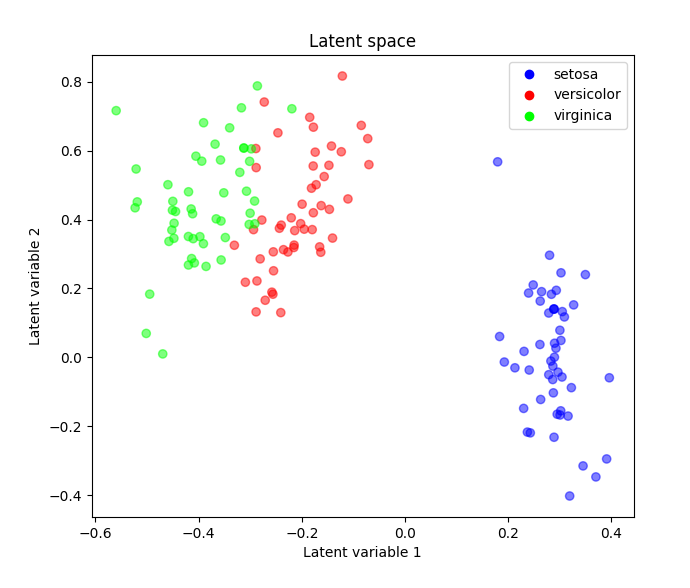 Latent space
setosa
versicolor
virginica
0.8
0.6
0.4
0.2
0.0
−0.2
−0.4
Latent variable 2
−0.6
−0.4
−0.2
0.0
0.2
0.4
Latent variable 1